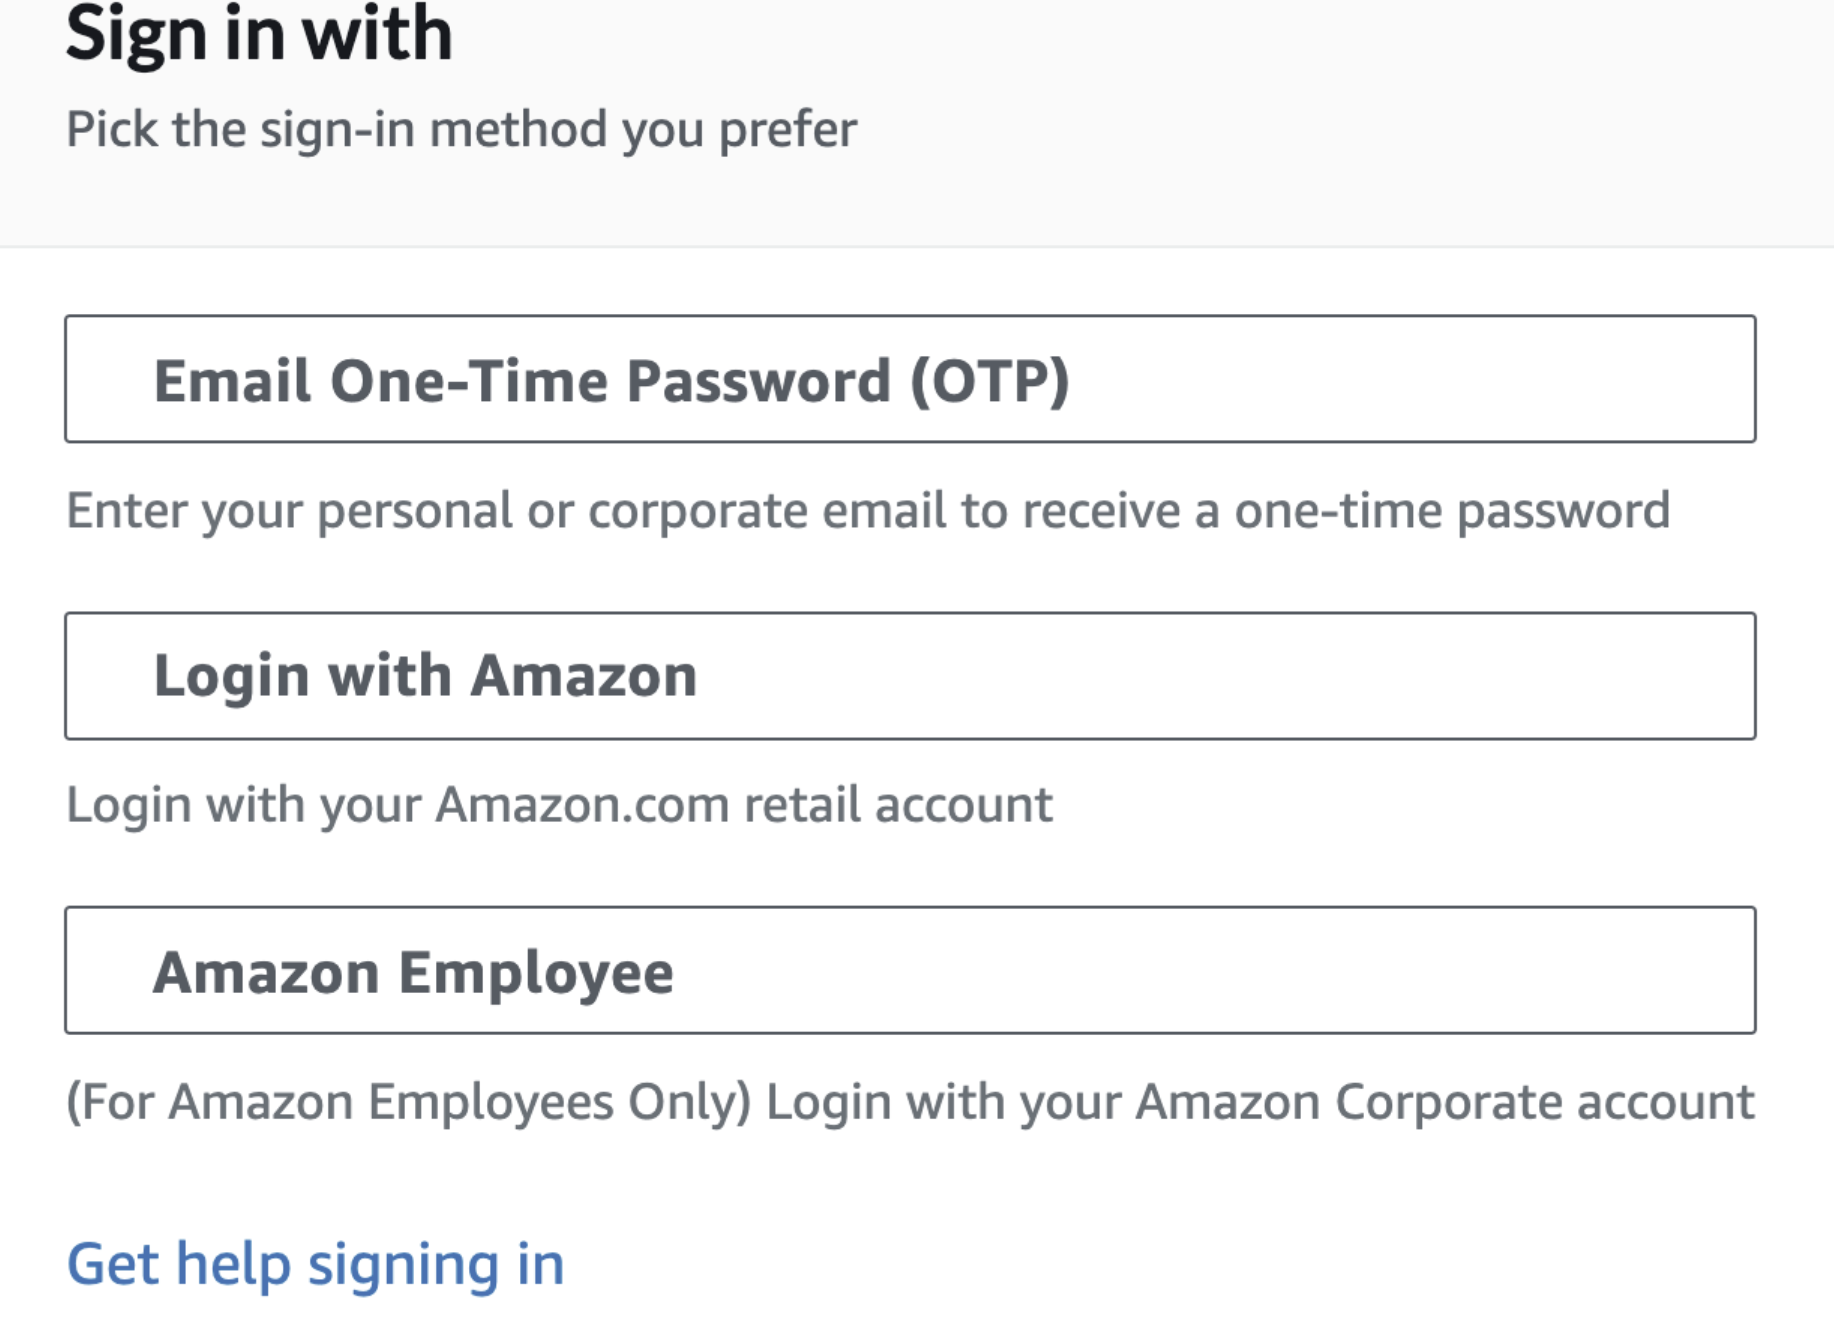 Sign in with
Pick the sign-in method you prefer
Email One-Time Password (OTP)
Enter your personal or corporate email to receive a one-time password
Login with Amazon
Login with your Amazon.com retail account
Amazon Employee
(For Amazon Employees Only) Login with your Amazon Corporate account
Get help signing in